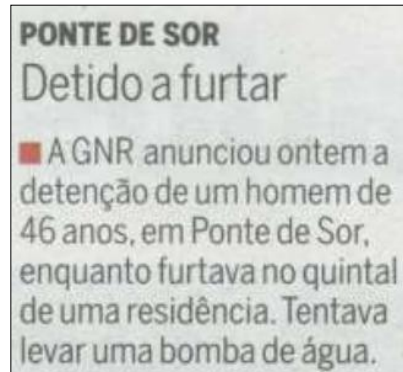 PONTE DE SOR
Detido a furtar
■ A GNR anunciou ontem a
detenção de um homem de
46 anos, em Ponte de Sor,
enquanto furtava no quintal
de uma residência. Tentava
levar uma bomba de água.